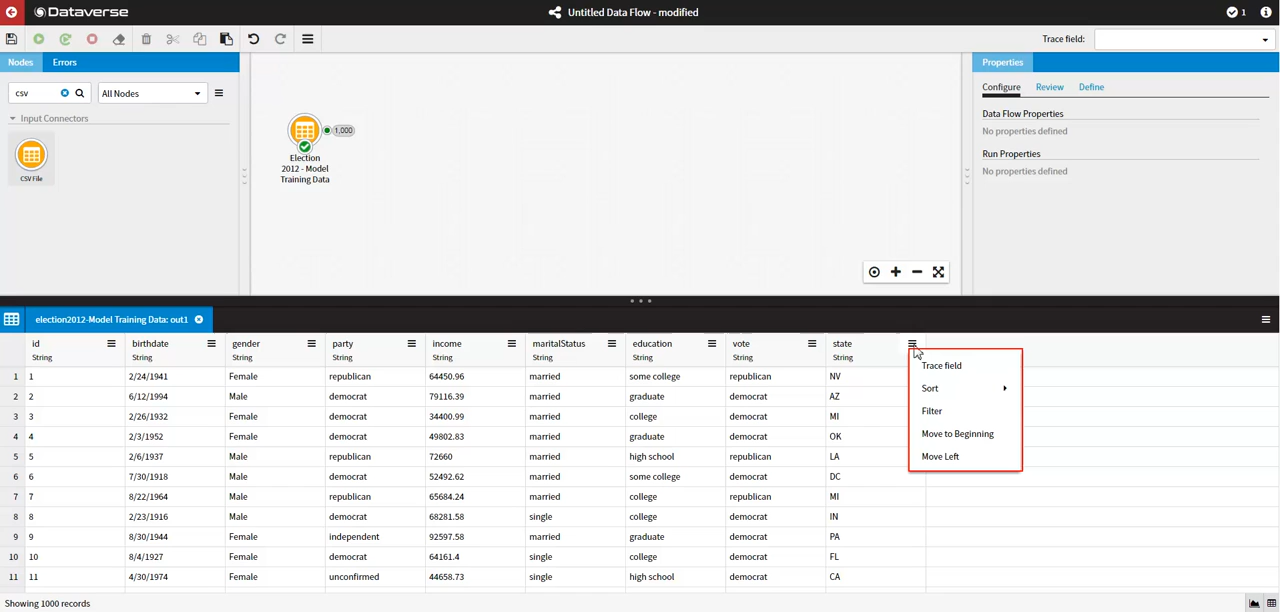 Dataverse
Untitled Data Flow - modified
1
Trace field:
Nodes
Errors
Properties
csv
All Nodes
Configure
Review
Define
Input Connectors
CSV File
1,000
Election
2012 - Model
Training Data
Data Flow Properties
No properties defined
Run Properties
No properties defined
election2012-Model Training Data: out1
id birthdate gender party income maritalStatus education vote state
String String String String String String String String String
1 1 2/24/1941 Female republican 64450.96 married some college republican NV
2 2 6/12/1994 Male democrat 79116.39 married graduate democrat AZ
3 3 2/26/1932 Female democrat 34400.99 married college democrat MI
4 4 2/3/1952 Female democrat 49802.83 married graduate democrat OK
5 5 2/6/1937 Male democrat 72660 married high school republican LA
6 6 7/30/1918 Male democrat 52492.62 married some college democrat DC
7 7 8/22/1964 Male republican 65684.24 married college republican MI
8 8 2/23/1916 Male democrat 68281.58 single college democrat IN
9 9 8/30/1944 Female independent 92597.58 married graduate democrat PA
10 10 8/4/1927 Female democrat 64161.4 single college democrat FL
11 11 4/30/1974 Female unconfirmed 44658.73 single high school democrat CA
Trace field
Sort
Filter
Move to Beginning
Move Left
Showing 1000 records